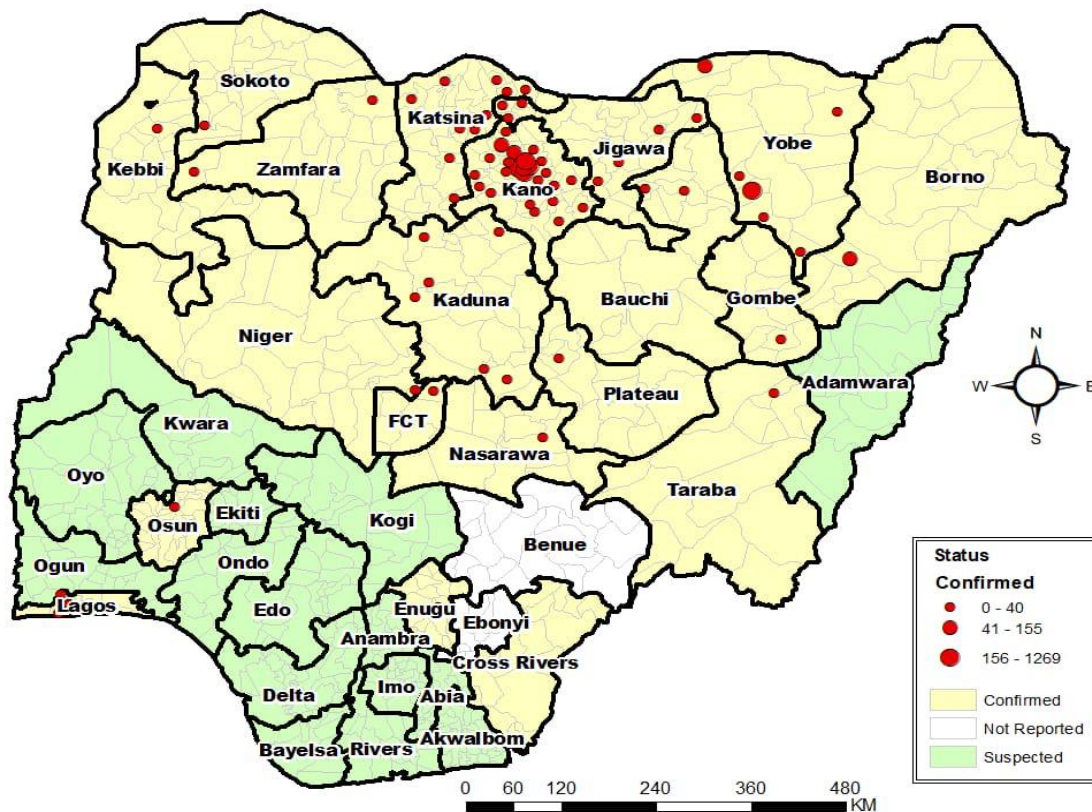 Sokoto
Katsina
Kebbi
Zamfara
Kano
Jigawa
Yobe
Borno
Kaduna
Bauchi
Gombe
Niger
Adamwara
FCT
Plateau
Nasarawa
Taraba
Kwara
Oyo
Osun
Ekiti
Kogi
Benue
Ogun
Ondo
Lagos
Edo
Enugu
Ebonyi
Anambra
Cross Rivers
Delta
Imo
Abia
Bayelsa
Rivers
Akwalbom
N
W
E
S
Status
Confirmed
0 - 40
41 - 155
156 - 1269
Confirmed
Not Reported
Suspected
0 60 120 240 360 480
KM